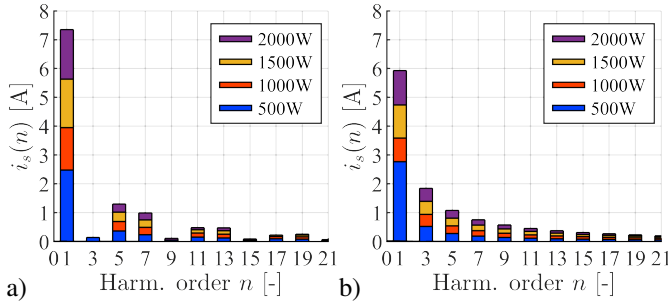 8
7
6
5
4
3
2
1
0
i_s(n) [A]
2000W
1500W
1000W
500W
0 1 3 5 7 9 11 13 15 17 19 21
a) Harm. order n [-]
8
7
6
5
4
3
2
1
0
i_s(n) [A]
2000W
1500W
1000W
500W
0 1 3 5 7 9 11 13 15 17 19 21
b) Harm. order n [-]